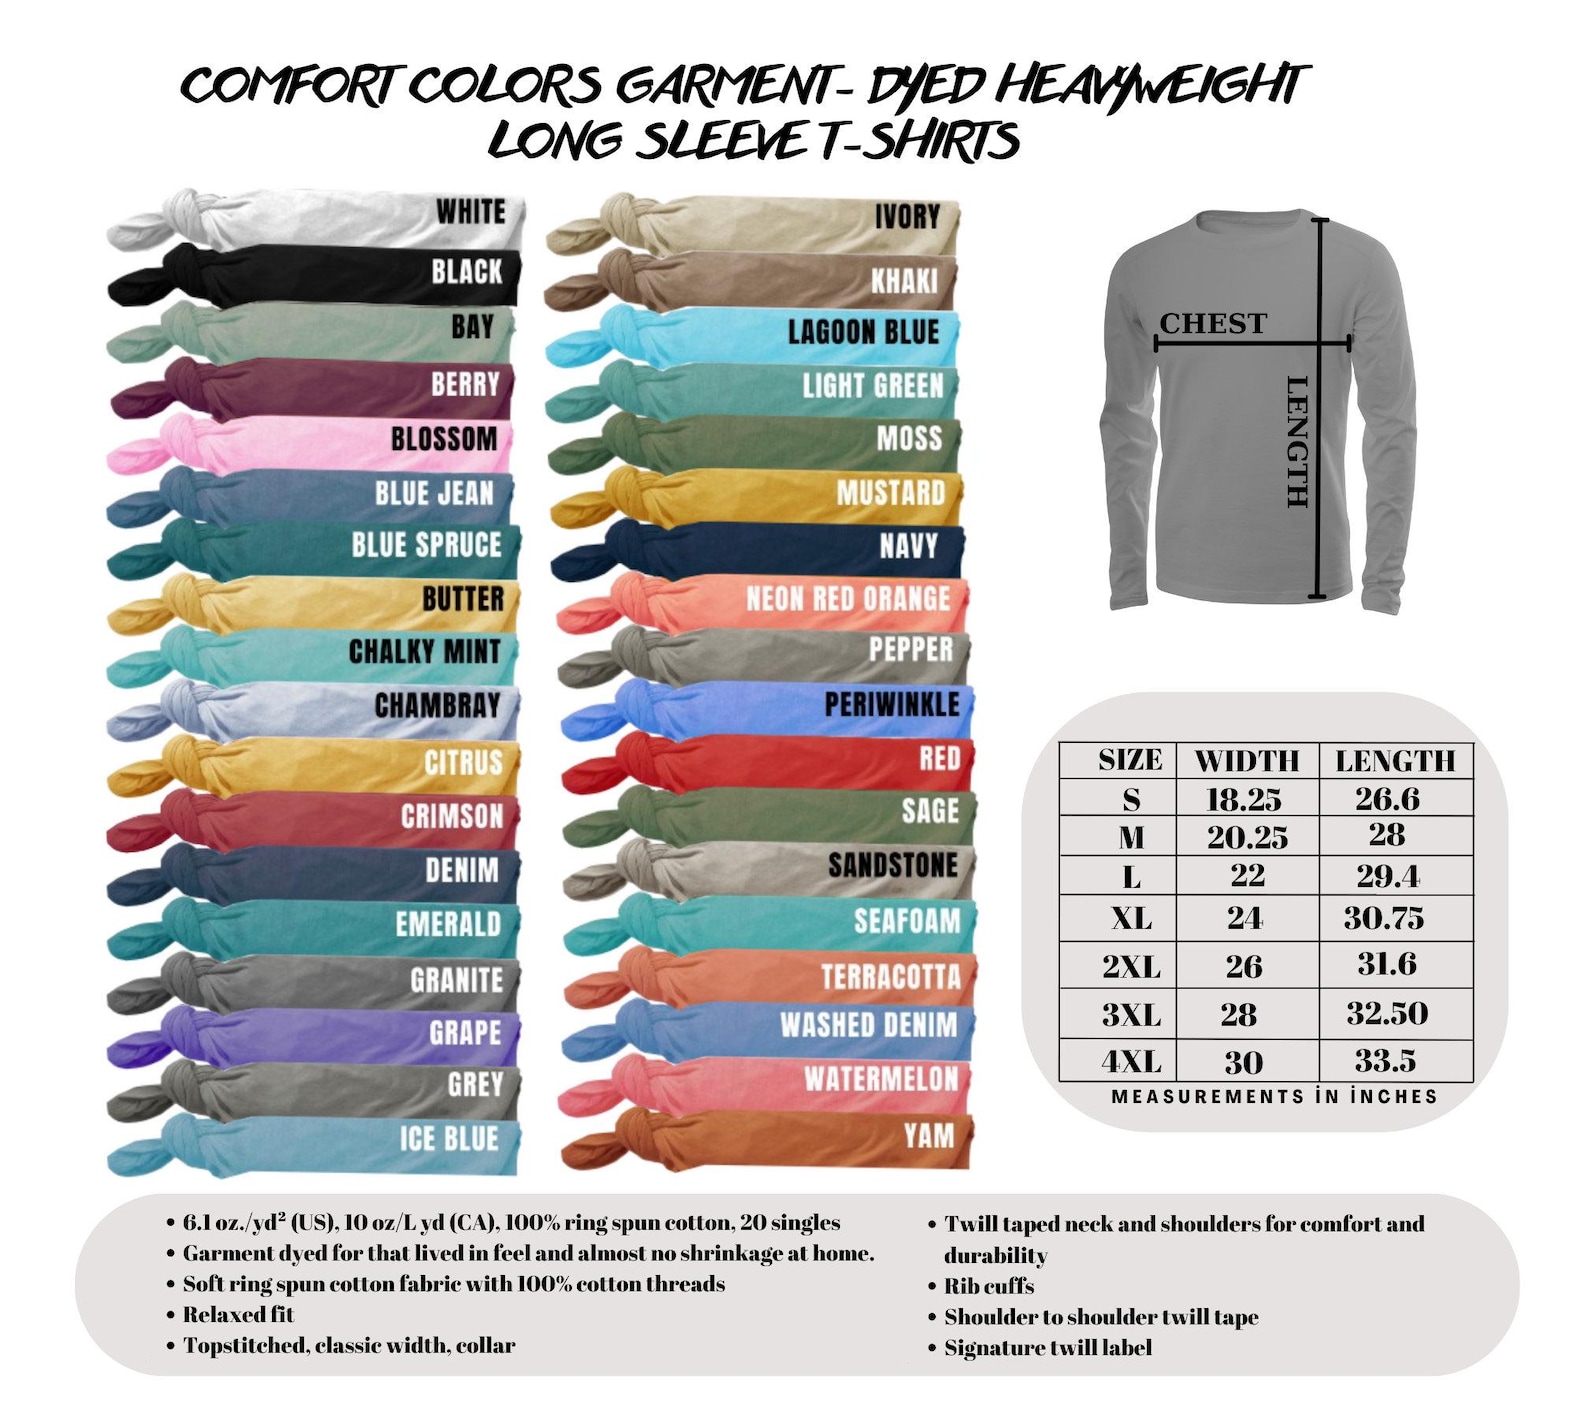 COMFORT COLORS GARMENT- DYED HEAVYWEIGHT
LONG SLEEVE T-SHIRTS
WHITE
BLACK
BAY
BERRY
BLOSSOM
BLUE JEAN
BLUE SPRUCE
BUTTER
CHALKY MINT
CHAMBRAY
CITRUS
CRIMSON
DENIM
EMERALD
GRANITE
GRAPE
GREY
ICE BLUE
IVORY
KHAKI
LAGOON BLUE
LIGHT GREEN
MOSS
MUSTARD
NAVY
NEON RED ORANGE
PEPPER
PERIWINKLE
RED
SAGE
SANDSTONE
SEAFOAM
TERRACOTTA
WASHED DENIM
WATERMELON
YAM
CHEST
LENGTH
SIZE WIDTH LENGTH
S 18.25 26.6
M 20.25 28
L 22 29.4
XL 24 30.75
2XL 26 31.6
3XL 28 32.50
4XL 30 33.5
MEASUREMENTS İN İNCHES
• 6.1 oz./yd² (US), 10 oz/L yd (CA), 100% ring spun cotton, 20 singles
• Garment dyed for that lived in feel and almost no shrinkage at home.
• Soft ring spun cotton fabric with 100% cotton threads
• Relaxed fit
• Topstitched, classic width, collar
• Twill taped neck and shoulders for comfort and
durability
• Rib cuffs
• Shoulder to shoulder twill tape
• Signature twill label